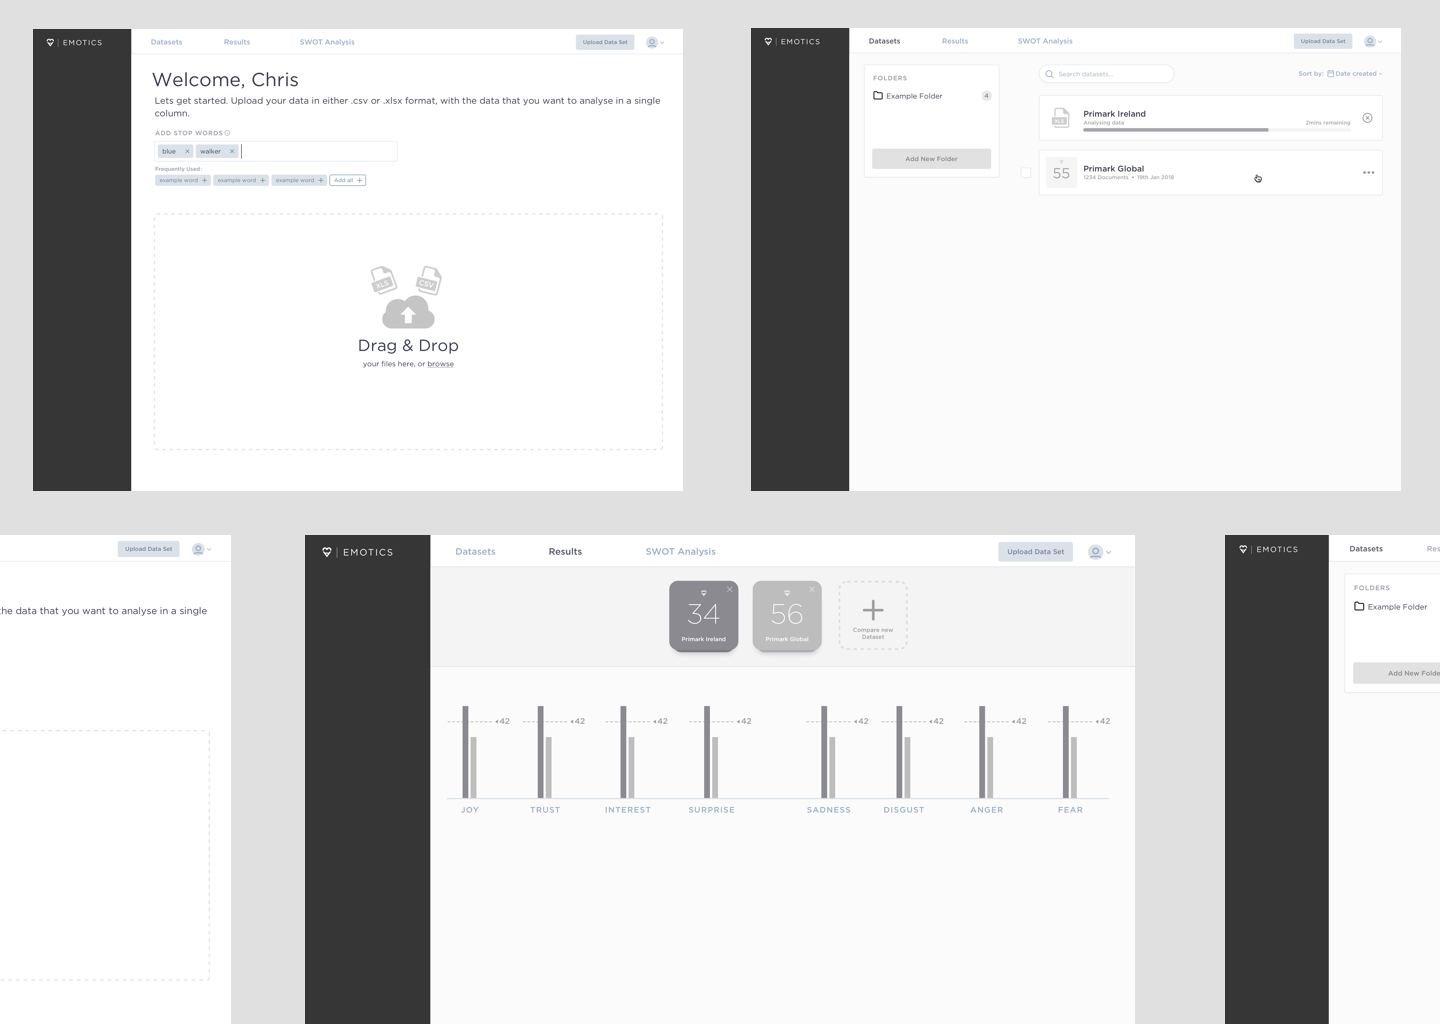 EMOTICS
Datasets
Results
SWOT Analysis
Upload Data Set
Welcome, Chris
Lets get started. Upload your data in either .csv or .xlsx format, with the data that you want to analyse in a single
column.
ADD STOP WORDS
blue
walker
Frequently Used:
example word +
example word +
example word +
Add all +
XLS
CSV
Drag & Drop
your files here, or browse
EMOTICS
Datasets
Results
SWOT Analysis
Upload Data Set
FOLDERS
Example Folder
4
Add New Folder
Search datasets...
Sort by: Date created
XLS
Primark Ireland
Analysing data
2mins remaining
55
Primark Global
1234 Documents • 19th Jan 2018
Upload Data Set
he data that you want to analyse in a single
EMOTICS
Datasets
Results
SWOT Analysis
Upload Data Set
34
Primark Ireland
56
Primark Global
Compare new
Dataset
42
42
42
42
42
42
42
42
JOY
TRUST
INTEREST
SURPRISE
SADNESS
DISGUST
ANGER
FEAR
EMOTICS
Datasets
Res
FOLDERS
Example Folder
Add New Folde